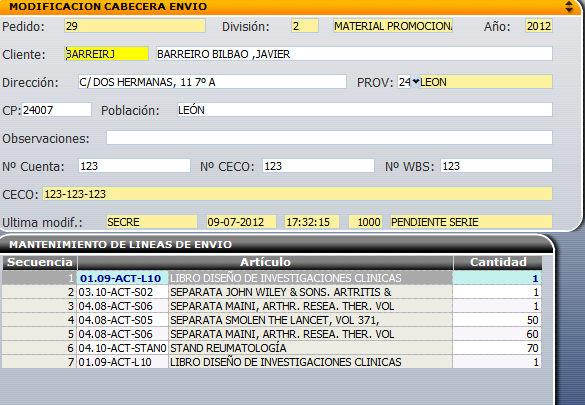 MODIFICACION CABECERA ENVIO
Pedido: 29 División: 2 MATERIAL PROMOCION Año: 2012
Cliente: BARREIRJ BARREIRO BILBAO ,JAVIER
Dirección: C/ DOS HERMANAS, 11 7º A PROV: 24 LEON
CP: 24007 Población: LEÓN
Observaciones:
Nº Cuenta: 123 Nº CECO: 123 Nº WBS: 123
CECO: 123-123-123
Ultima modif.: SECRE 09-07-2012 17:32:15 1000 PENDIENTE SERIE
MANTENIMIENTO DE LINEAS DE ENVIO
Secuencia Artículo Cantidad
1 01.09-ACT-L10 LIBRO DISEÑO DE INVESTIGACIONES CLINICAS 1
2 03.10-ACT-S02 SEPARATA JOHN WILEY & SONS. ARTRITIS & 1
3 04.08-ACT-S06 SEPARATA MAINI, ARTHR. RESEA. THER. VOL 1
4 04.08-ACT-S05 SEPARATA SMOLEN THE LANCET, VOL 371, 50
5 04.08-ACT-S06 SEPARATA MAINI, ARTHR. RESEA. THER. VOL 60
6 04.10-ACT-STAN0 STAND REUMATOLOGÍA 70
7 01.09-ACT-L10 LIBRO DISEÑO DE INVESTIGACIONES CLINICAS 1